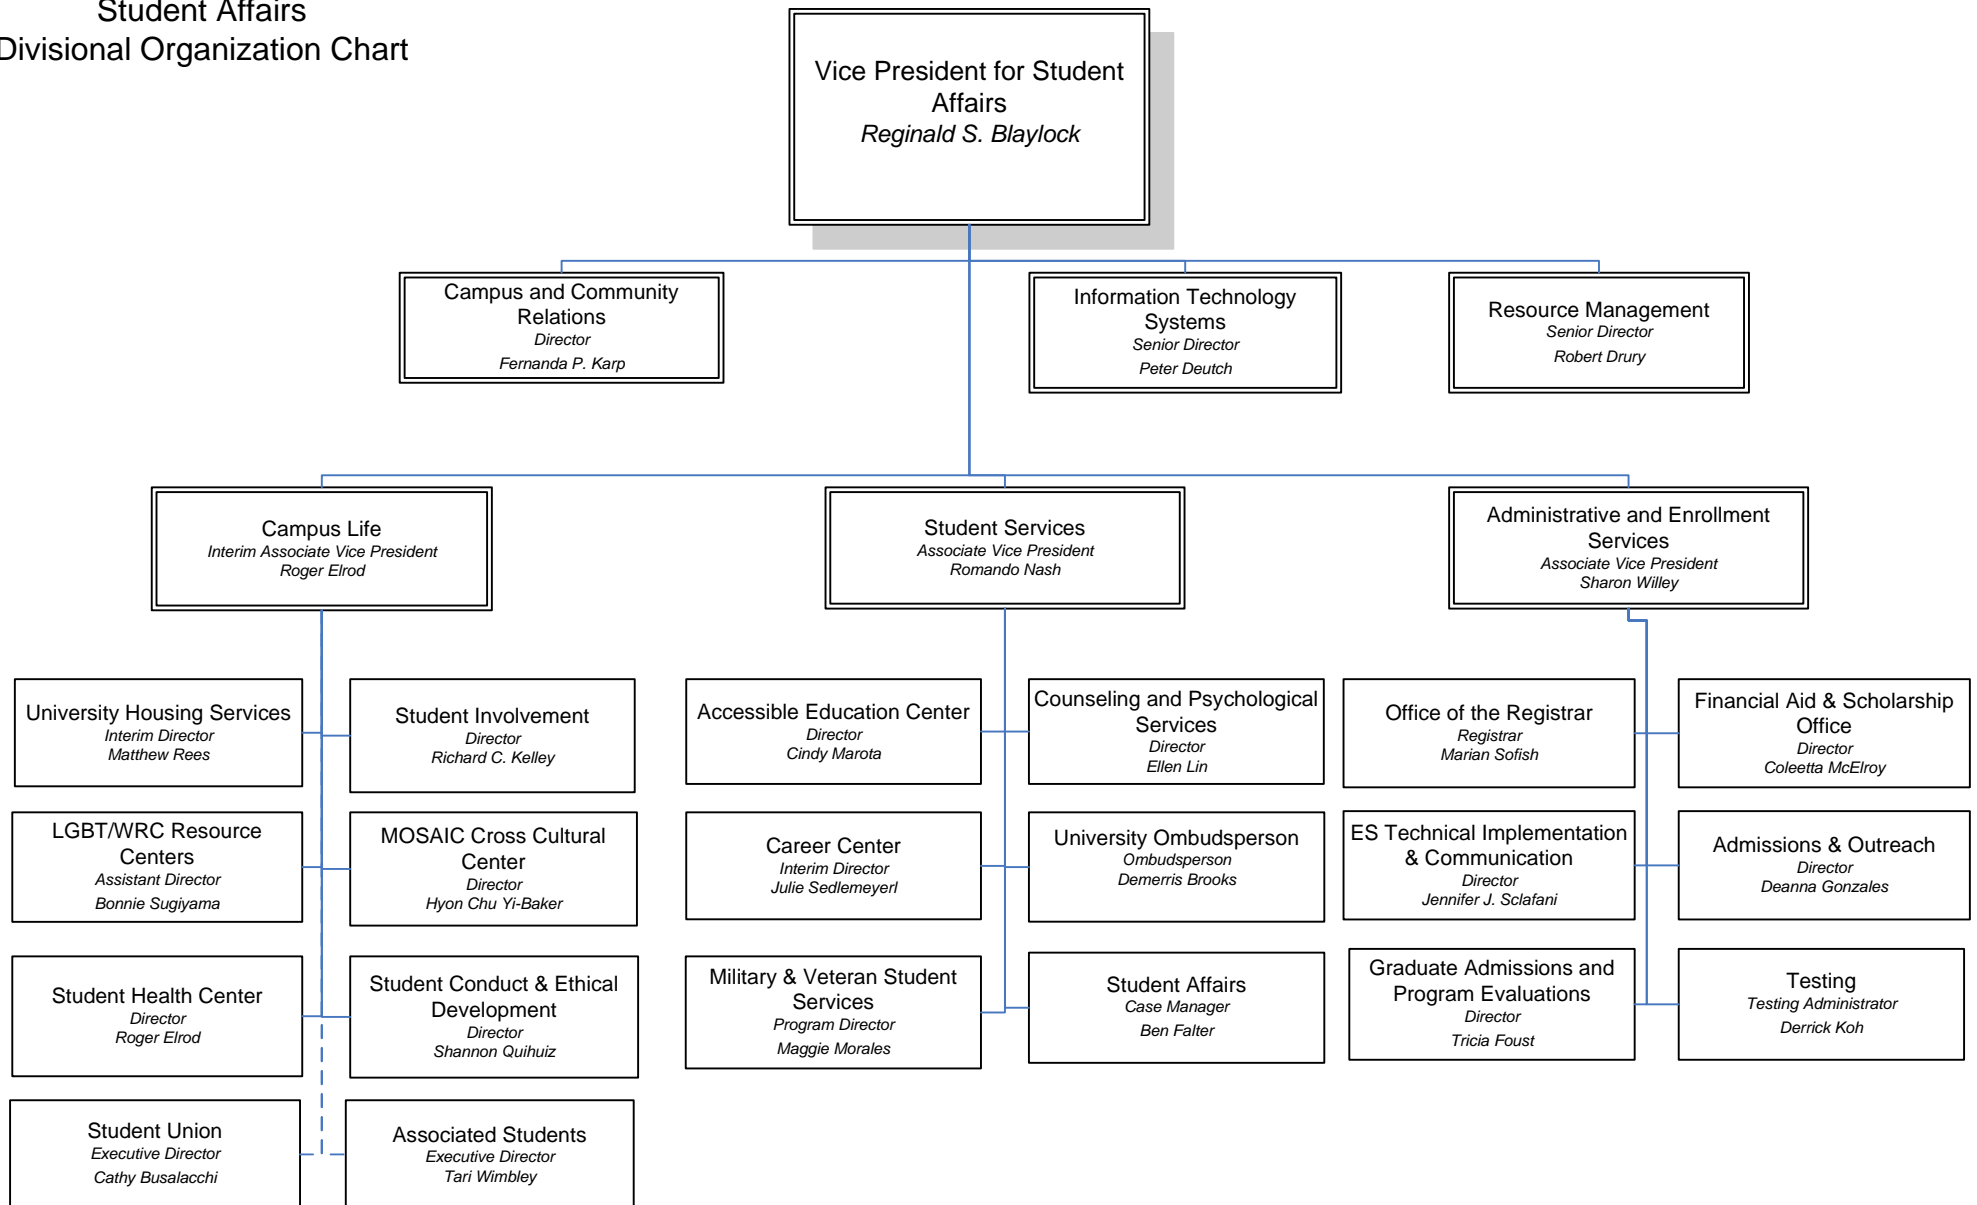 Student Affairs
Divisional Organization Chart
Vice President for Student
Affairs
Reginald S. Blaylock
Campus and Community
Relations
Director
Fernanda P. Karp
Information Technology
Systems
Senior Director
Peter Deutch
Resource Management
Senior Director
Robert Drury
Campus Life
Interim Associate Vice President
Roger Elrod
Student Services
Associate Vice President
Romando Nash
Administrative and Enrollment
Services
Associate Vice President
Sharon Willey
University Housing Services
Interim Director
Matthew Rees
Student Involvement
Director
Richard C. Kelley
Accessible Education Center
Director
Cindy Marota
Counseling and Psychological
Services
Director
Ellen Lin
Office of the Registrar
Registrar
Marian Sofish
Financial Aid & Scholarship
Office
Director
Coleetta McElroy
LGBT/WRC Resource
Centers
Assistant Director
Bonnie Sugiyama
MOSAIC Cross Cultural
Center
Director
Hyon Chu Yi-Baker
Career Center
Interim Director
Julie Sedlemeyerl
University Ombudsperson
Ombudsperson
Demerris Brooks
ES Technical Implementation
& Communication
Director
Jennifer J. Sclafani
Admissions & Outreach
Director
Deanna Gonzales
Student Health Center
Director
Roger Elrod
Student Conduct & Ethical
Development
Director
Shannon Quihuiz
Military & Veteran Student
Services
Program Director
Maggie Morales
Student Affairs
Case Manager
Ben Falter
Graduate Admissions and
Program Evaluations
Director
Tricia Foust
Testing
Testing Administrator
Derrick Koh
Student Union
Executive Director
Cathy Busalacchi
Associated Students
Executive Director
Tari Wimbley